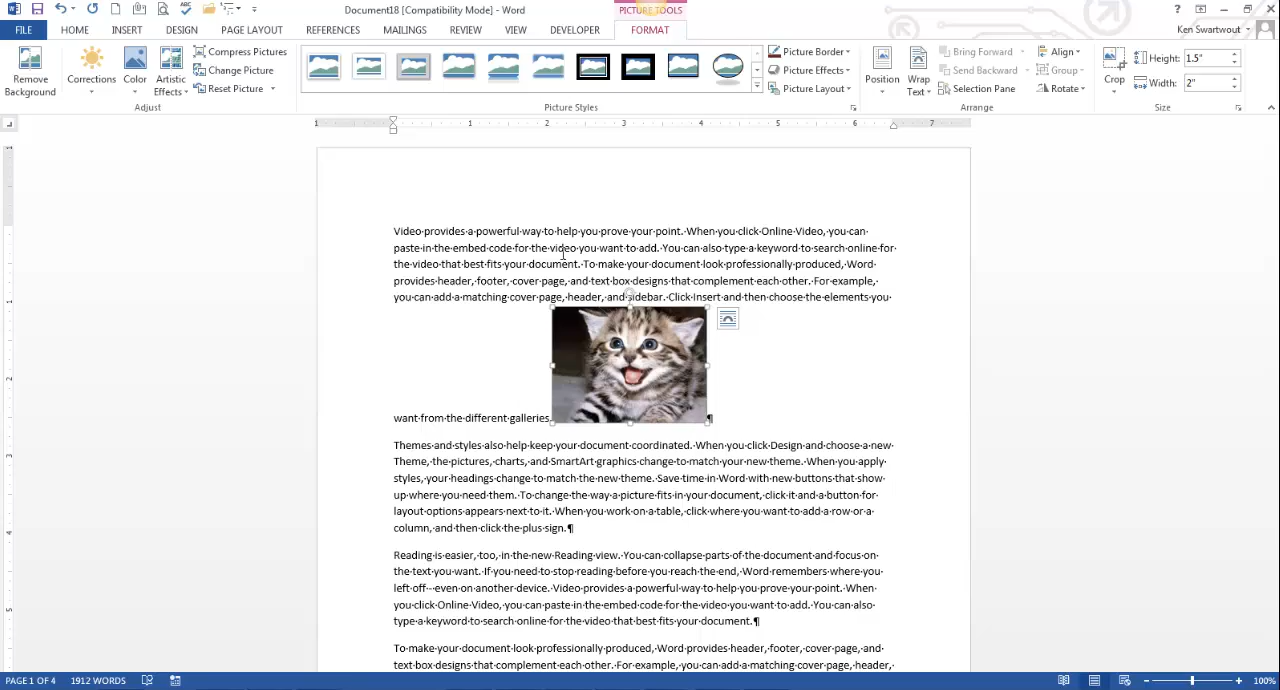 Document18 [Compatibility Mode] - Word
PICTURE TOOLS
?
FILE HOME INSERT DESIGN PAGE LAYOUT REFERENCES MAILINGS REVIEW VIEW DEVELOPER FORMAT
Ken Swartwout
Remove Background
Corrections
Color
Artistic Effects
Compress Pictures
Change Picture
Reset Picture
Adjust
Picture Border
Picture Effects
Picture Layout
Picture Styles
Position
Wrap Text
Bring Forward
Send Backward
Selection Pane
Align
Group
Rotate
Arrange
Crop
Height: 1.5"
Width: 2"
Size
1 1 2 3 4 5 6 7
Video provides a powerful way to help you prove your point. When you click Online Video, you can
paste in the embed code for the video you want to add. You can also type a keyword to search online for
the video that best fits your document. To make your document look professionally produced, Word
provides header, footer, cover page, and text box designs that complement each other. For example,
you can add a matching cover page, header, and sidebar. Click Insert and then choose the elements you
want from the different galleries. ¶
Themes and styles also help keep your document coordinated. When you click Design and choose a new
Theme, the pictures, charts, and SmartArt graphics change to match your new theme. When you apply
styles, your headings change to match the new theme. Save time in Word with new buttons that show
up where you need them. To change the way a picture fits in your document, click it and a button for
layout options appears next to it. When you work on a table, click where you want to add a row or a
column, and then click the plus sign.¶
Reading is easier, too, in the new Reading view. You can collapse parts of the document and focus on
the text you want. If you need to stop reading before you reach the end, Word remembers where you
left off - even on another device. Video provides a powerful way to help you prove your point. When
you click Online Video, you can paste in the embed code for the video you want to add. You can also
type a keyword to search online for the video that best fits your document.¶
To make your document look professionally produced, Word provides header, footer, cover page, and
text box designs that complement each other. For example, you can add a matching cover page, header,
1
1
2
3
4
5
PAGE 1 OF 4 1912 WORDS
100%